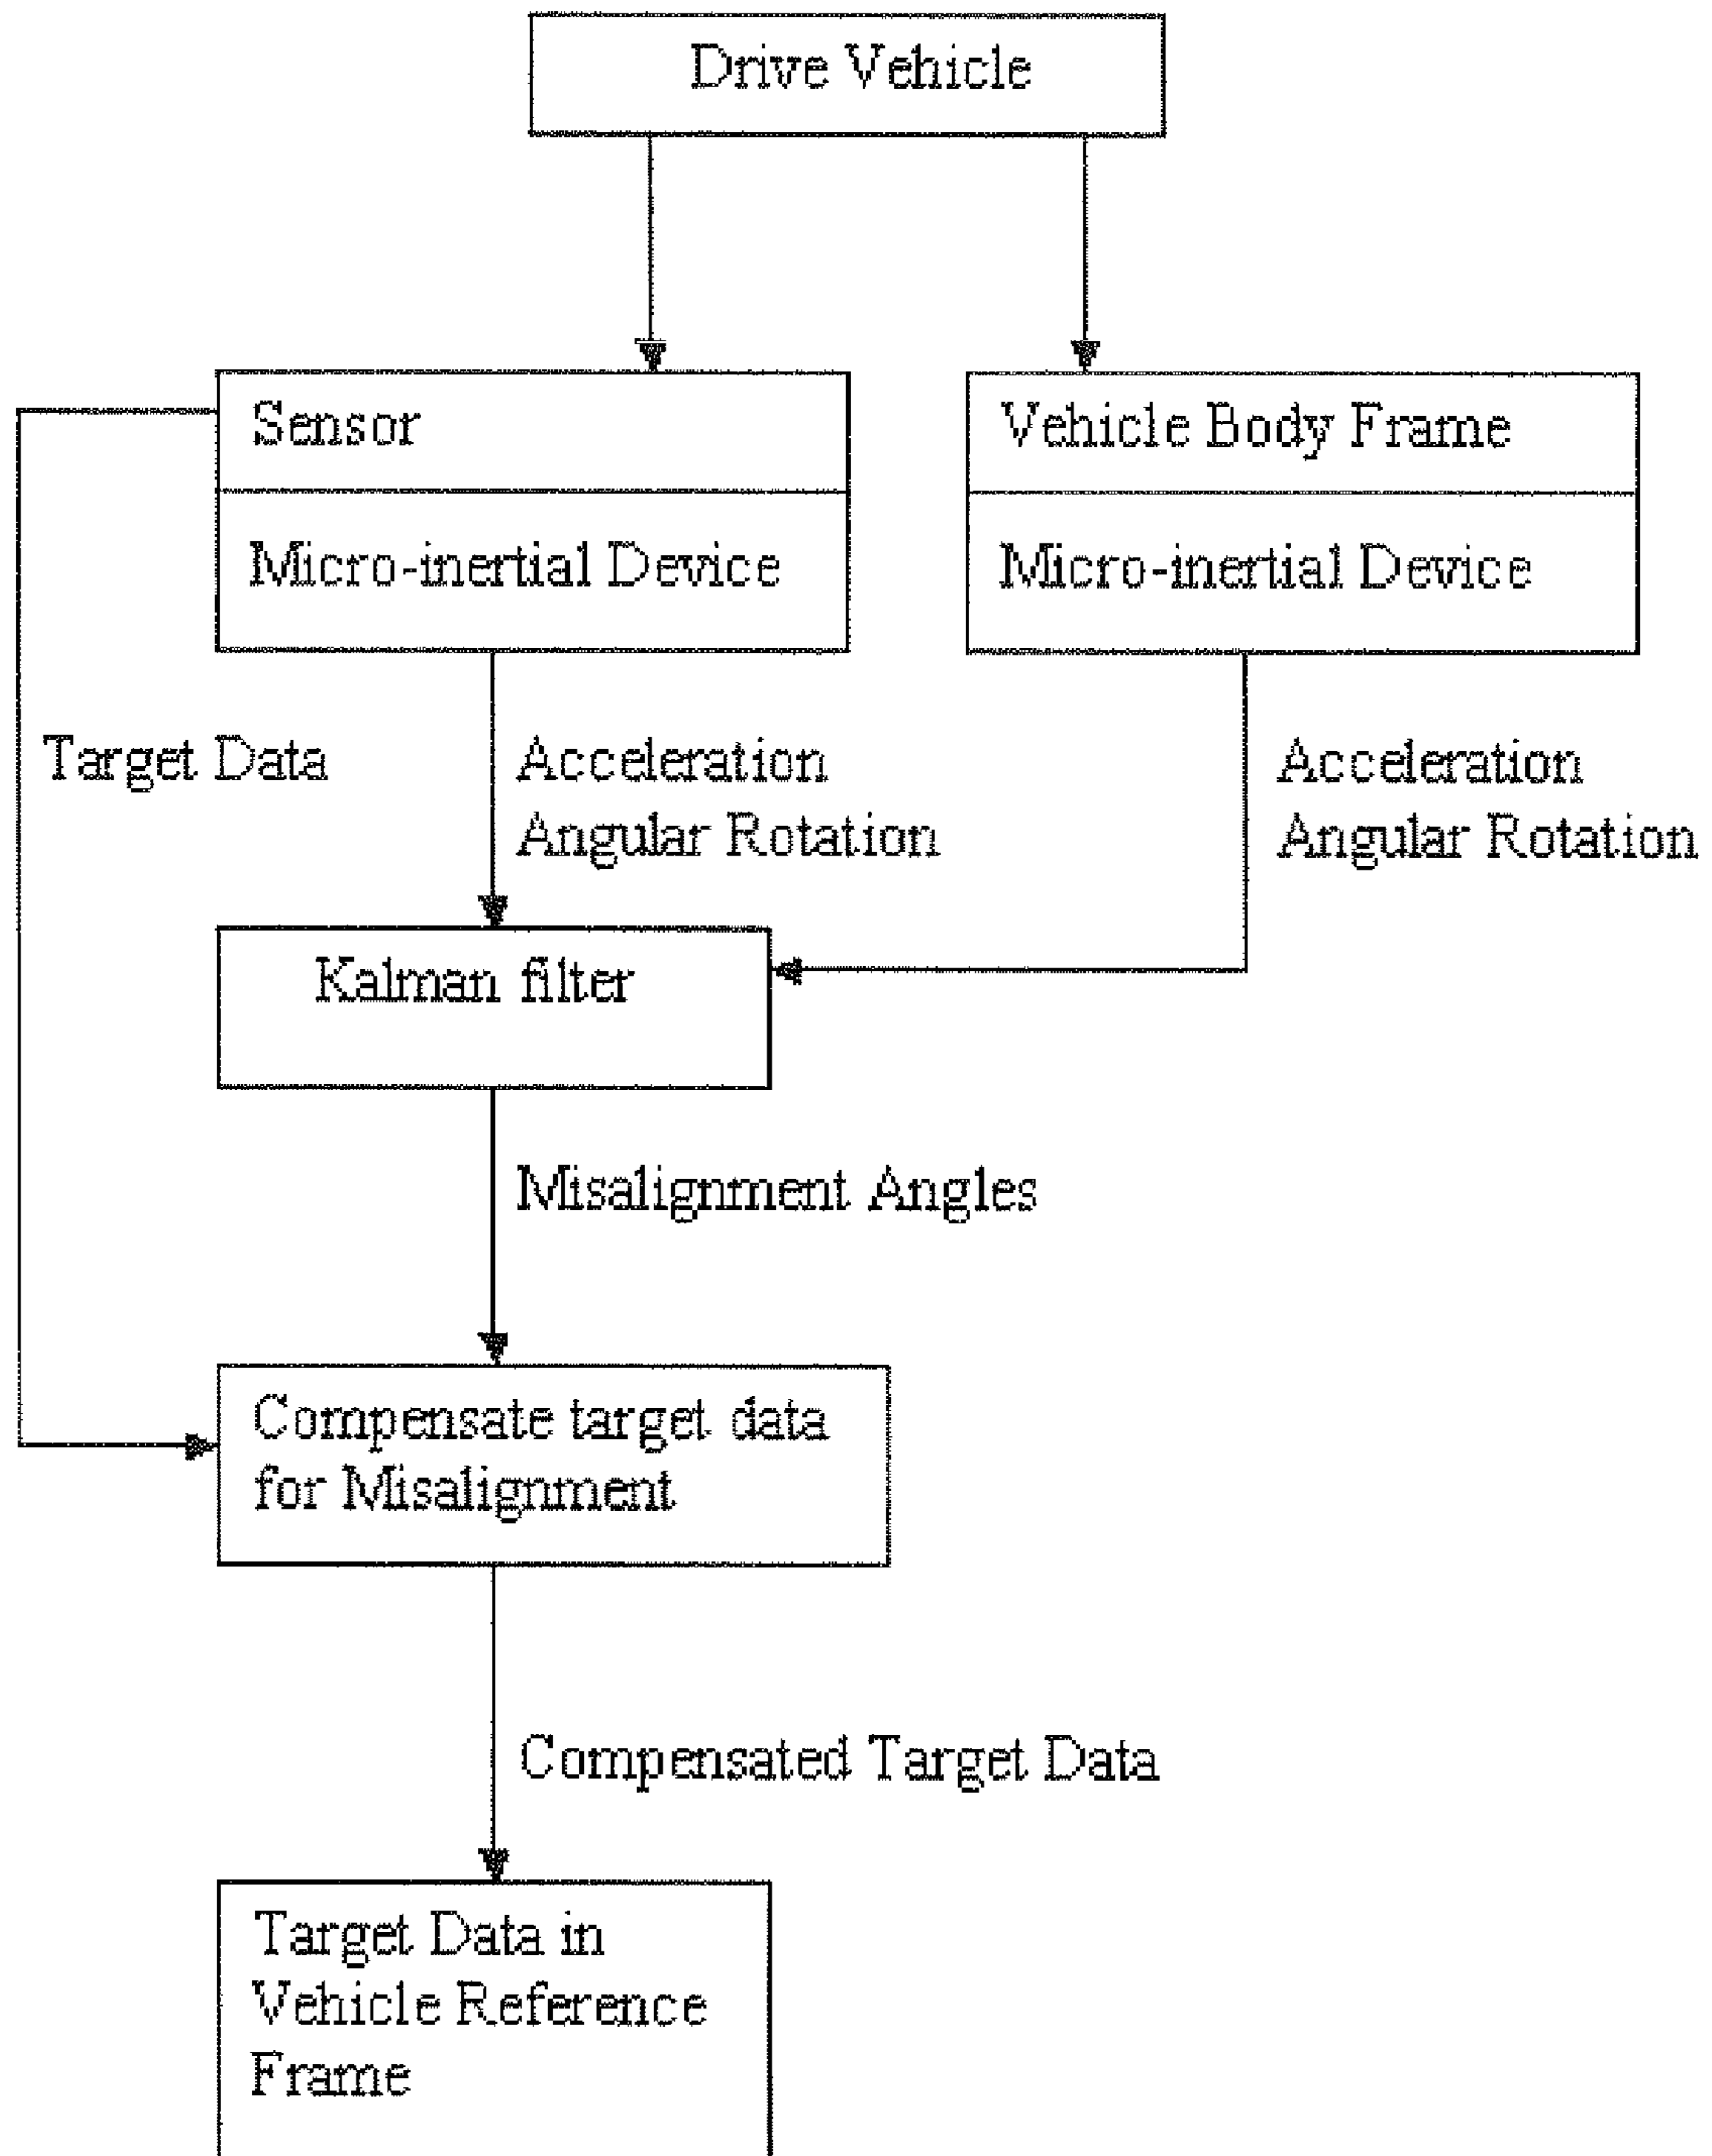 Drive Vehicle
Sensor
Vehicle Body Frame
Micro-inertial Device
Micro-inertial Device
Target Data
Acceleration
Angular Rotation
Acceleration
Angular Rotation
Kalman filter
Misalignment Angles
Compensate target data
for Misalignment
Compensated Target Data
Target Data in
Vehicle Reference
Frame